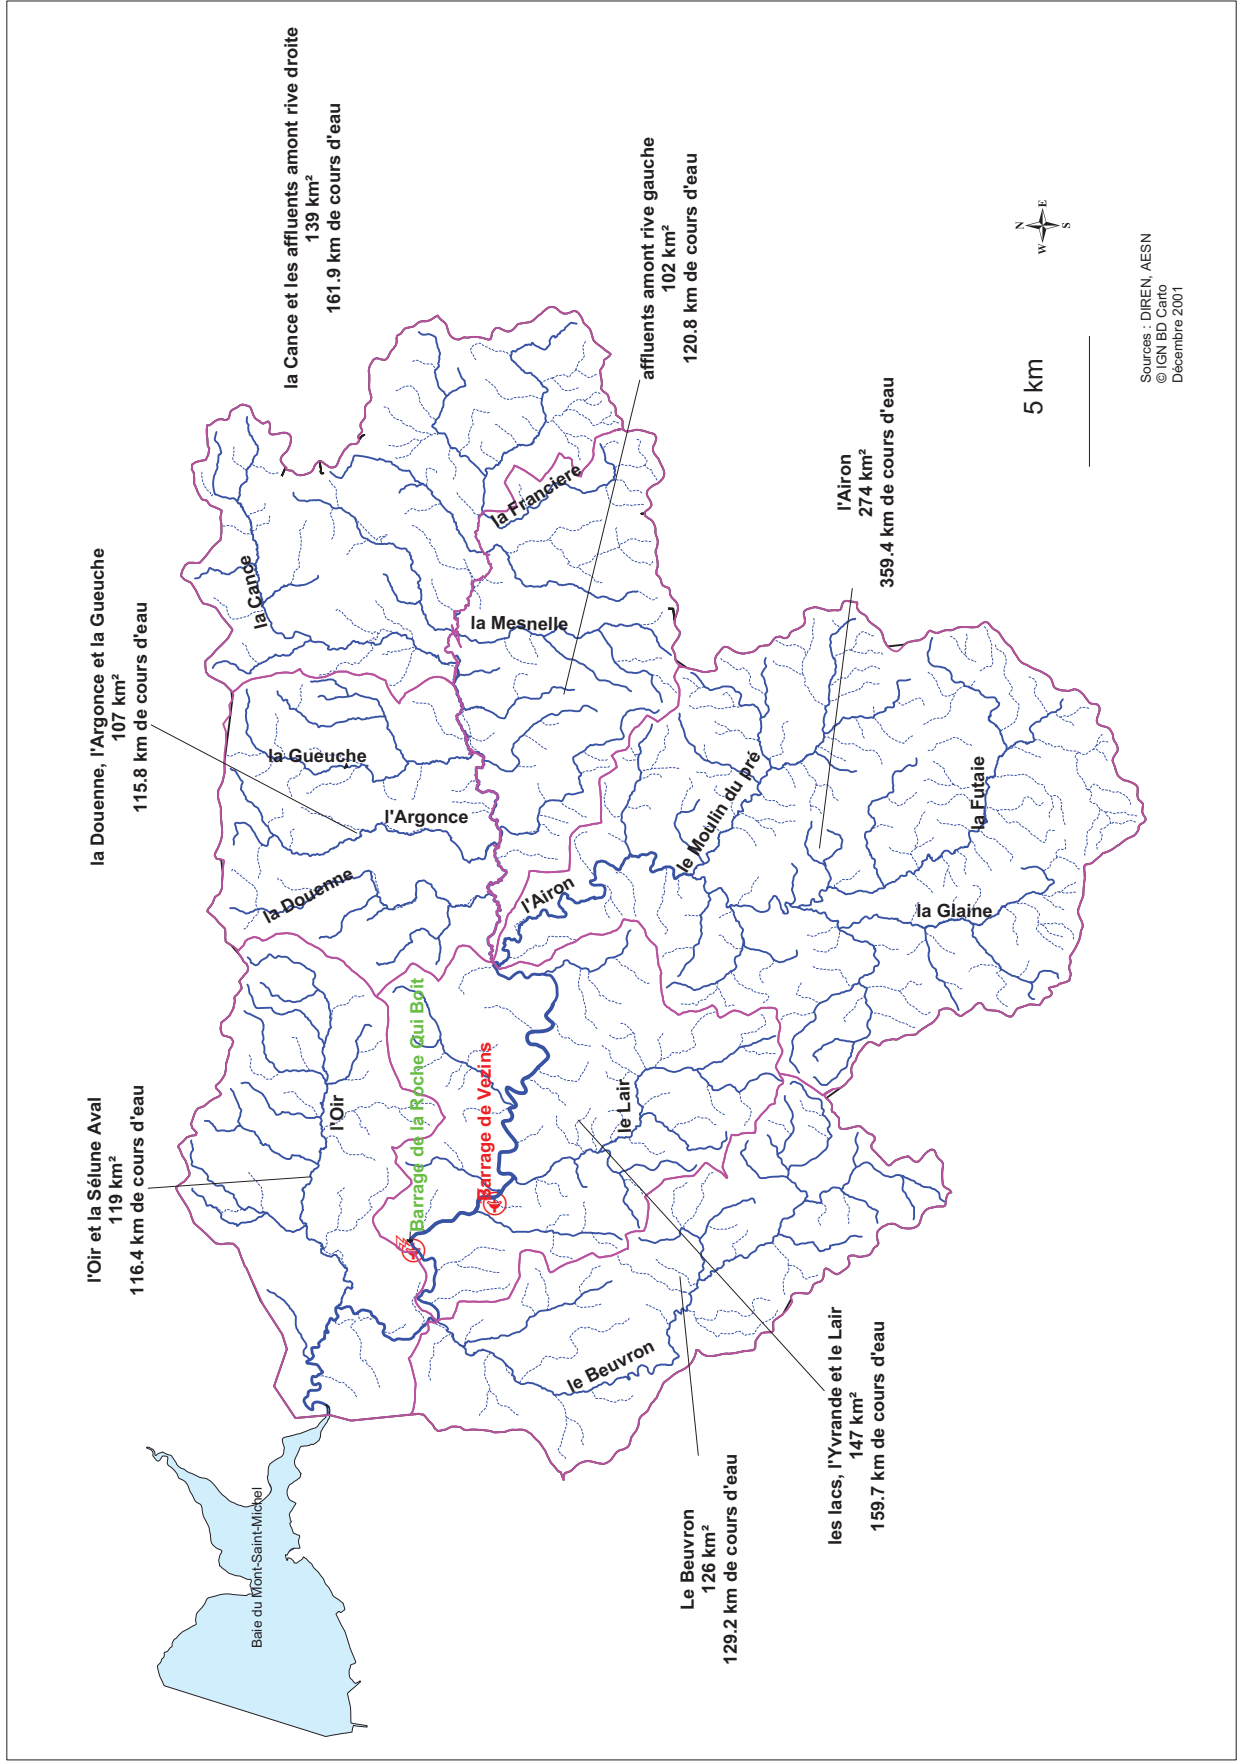 la Cance et les affluents amont rive droite
139 km²
161.9 km de cours d'eau
la Douenne, l'Argonce et la Gueuche
107 km²
115.8 km de cours d'eau
l'Oir et la Sélune Aval
119 km²
116.4 km de cours d'eau
affluents amont rive gauche
102 km²
120.8 km de cours d'eau
l'Airon
274 km²
359.4 km de cours d'eau
les lacs, l'Yvrande et le Lair
147 km²
159.7 km de cours d'eau
Le Beuvron
126 km²
129.2 km de cours d'eau
Baie du Mont-Saint-Michel
l'Oir
la Douenne
l'Argonce
la Gueuche
la Cance
la Franciere
la Mesnelle
l'Airon
le Moulin du pré
la Futaie
la Glaine
le Lair
le Beuvron
Barrage de la Roche Qui Boit
Barrage de Vezins
N
W
E
S
5 km
Sources : DIREN, AESN
© IGN BD Carto
Décembre 2001